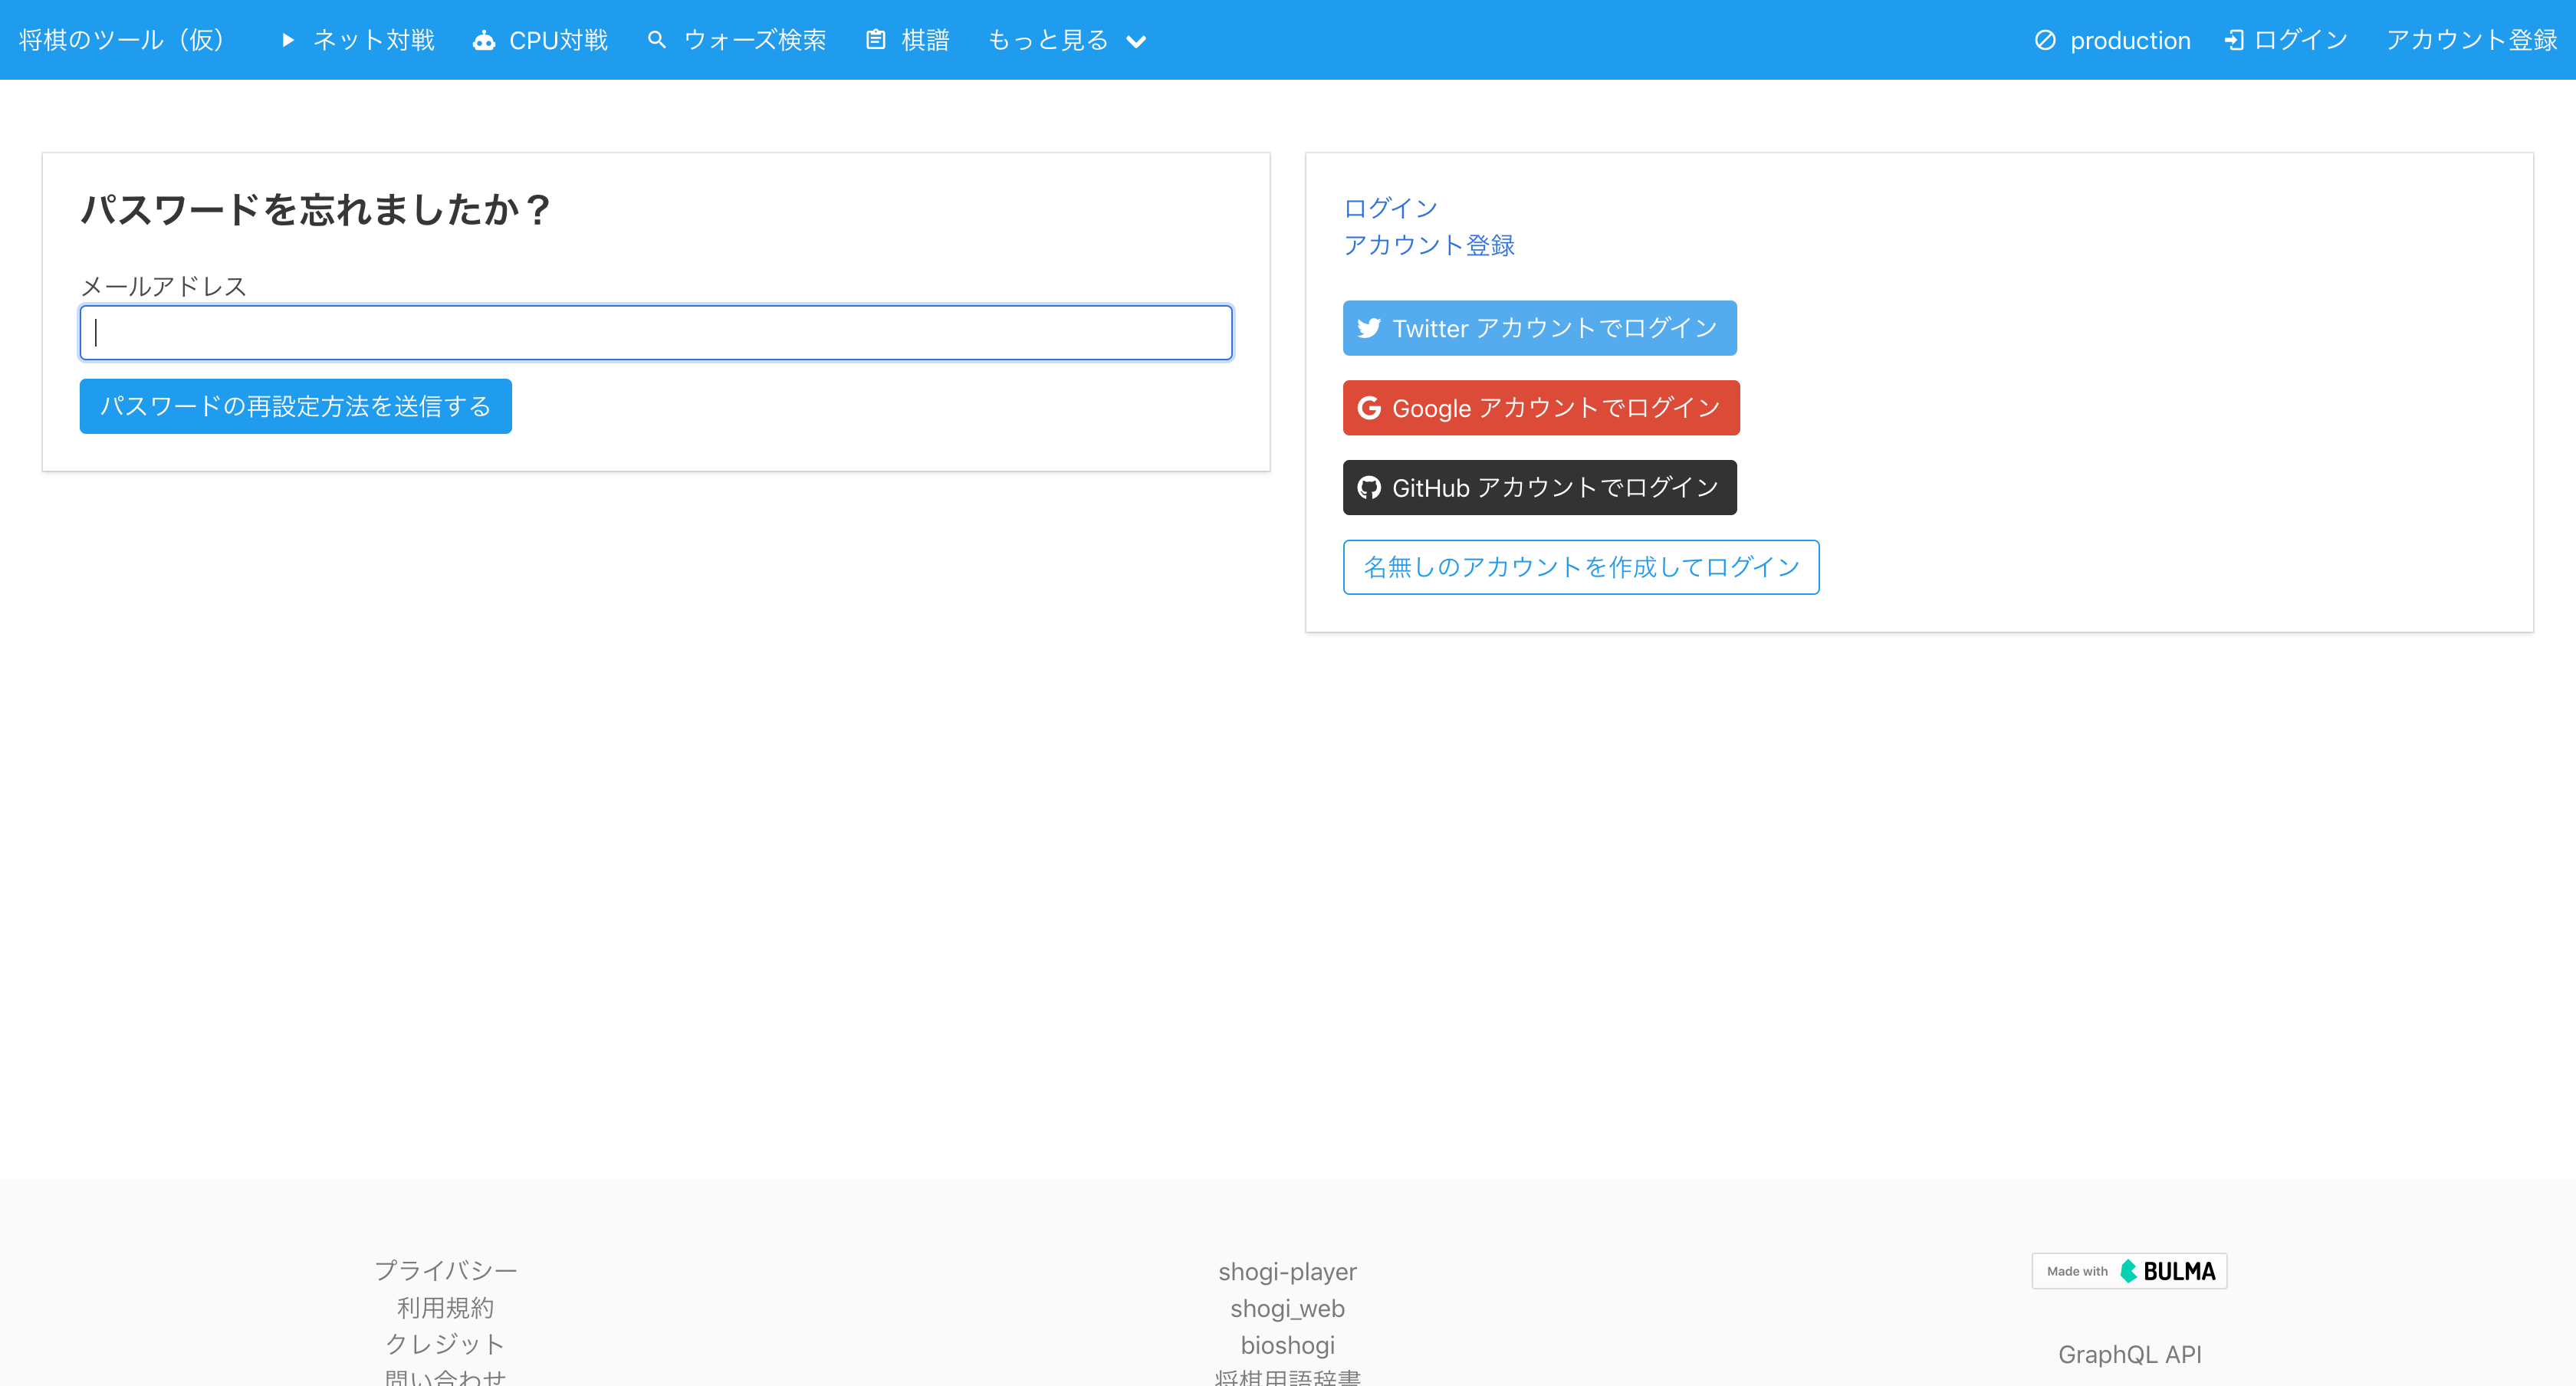 将棋のツール（仮） ネット対戦 CPU対戦 ウォーズ検索 棋譜 もっと見る production ログイン アカウント登録
パスワードを忘れましたか？
メールアドレス
パスワードの再設定方法を送信する
ログイン
アカウント登録
Twitter アカウントでログイン
Google アカウントでログイン
GitHub アカウントでログイン
名無しのアカウントを作成してログイン
プライバシー
利用規約
クレジット
問い合わせ
shogi-player
shogi_web
bioshogi
将棋用語辞書
Made with BULMA
GraphQL API